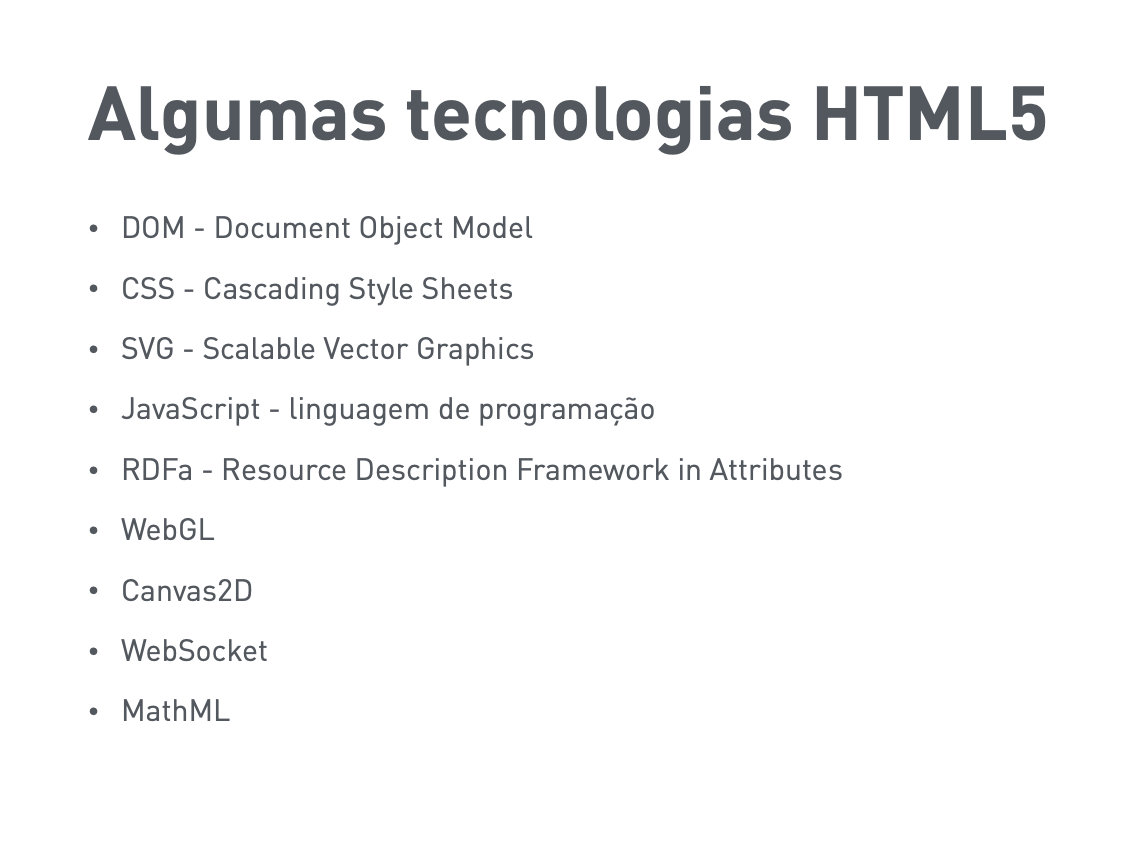 Algumas tecnologias HTML5
• DOM - Document Object Model
• CSS - Cascading Style Sheets
• SVG - Scalable Vector Graphics
• JavaScript - linguagem de programação
• RDFa - Resource Description Framework in Attributes
• WebGL
• Canvas2D
• WebSocket
• MathML